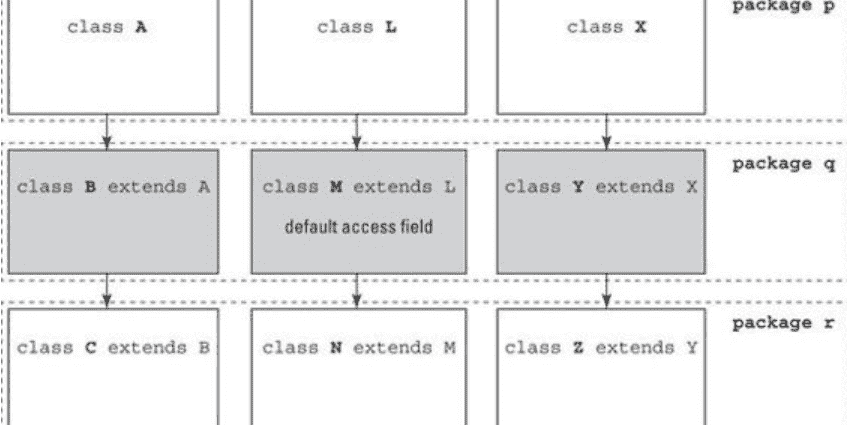 package p
class A
class L
class X
package q
class B extends A
class M extends L
class Y extends X
default access field
package r
class C extends B
class N extends M
class Z extends Y